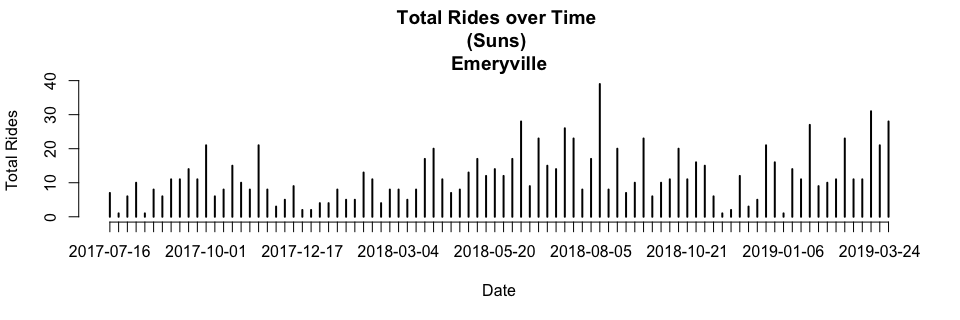 Total Rides over Time
(Suns)
Emeryville
Total Rides
40
30
20
10
0
2017-07-16 2017-10-01 2017-12-17 2018-03-04 2018-05-20 2018-08-05 2018-10-21 2019-01-06 2019-03-24
Date